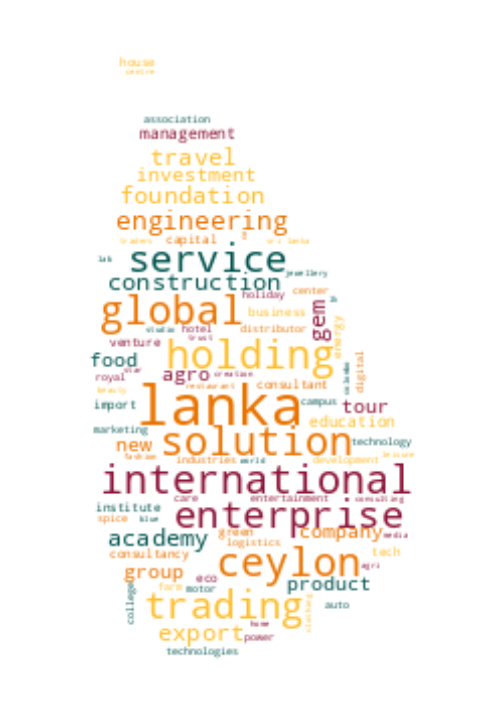 house
centre
association
management
travel
investment
foundation
engineering
traders capital sri lanka
service
lab jewellery
construction
holiday center
global gem
business
studio hotel distributor
trust
venture energy
holding
food
star
royal agro creation
digital
colombo
restaurant consultant
beauty
lanka
import campus tour
education
marketing
new solution technology
fashion leisure
industries world development
international
care entertainment consulting
institute
spice blue enterprise
green company media
academy
logistics
consultancy tech
ceylon agri
group eco
product
college farm motor
trading auto
home
export power
technologies